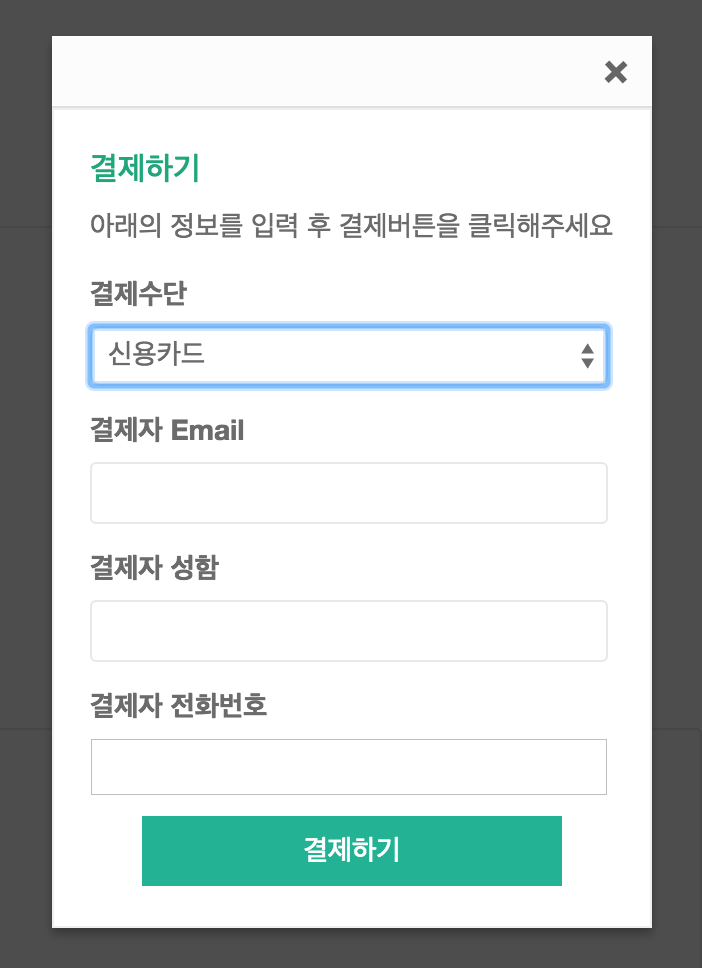 결제하기
아래의 정보를 입력 후 결제버튼을 클릭해주세요
결제수단
신용카드
결제자 Email
결제자 성함
결제자 전화번호
결제하기